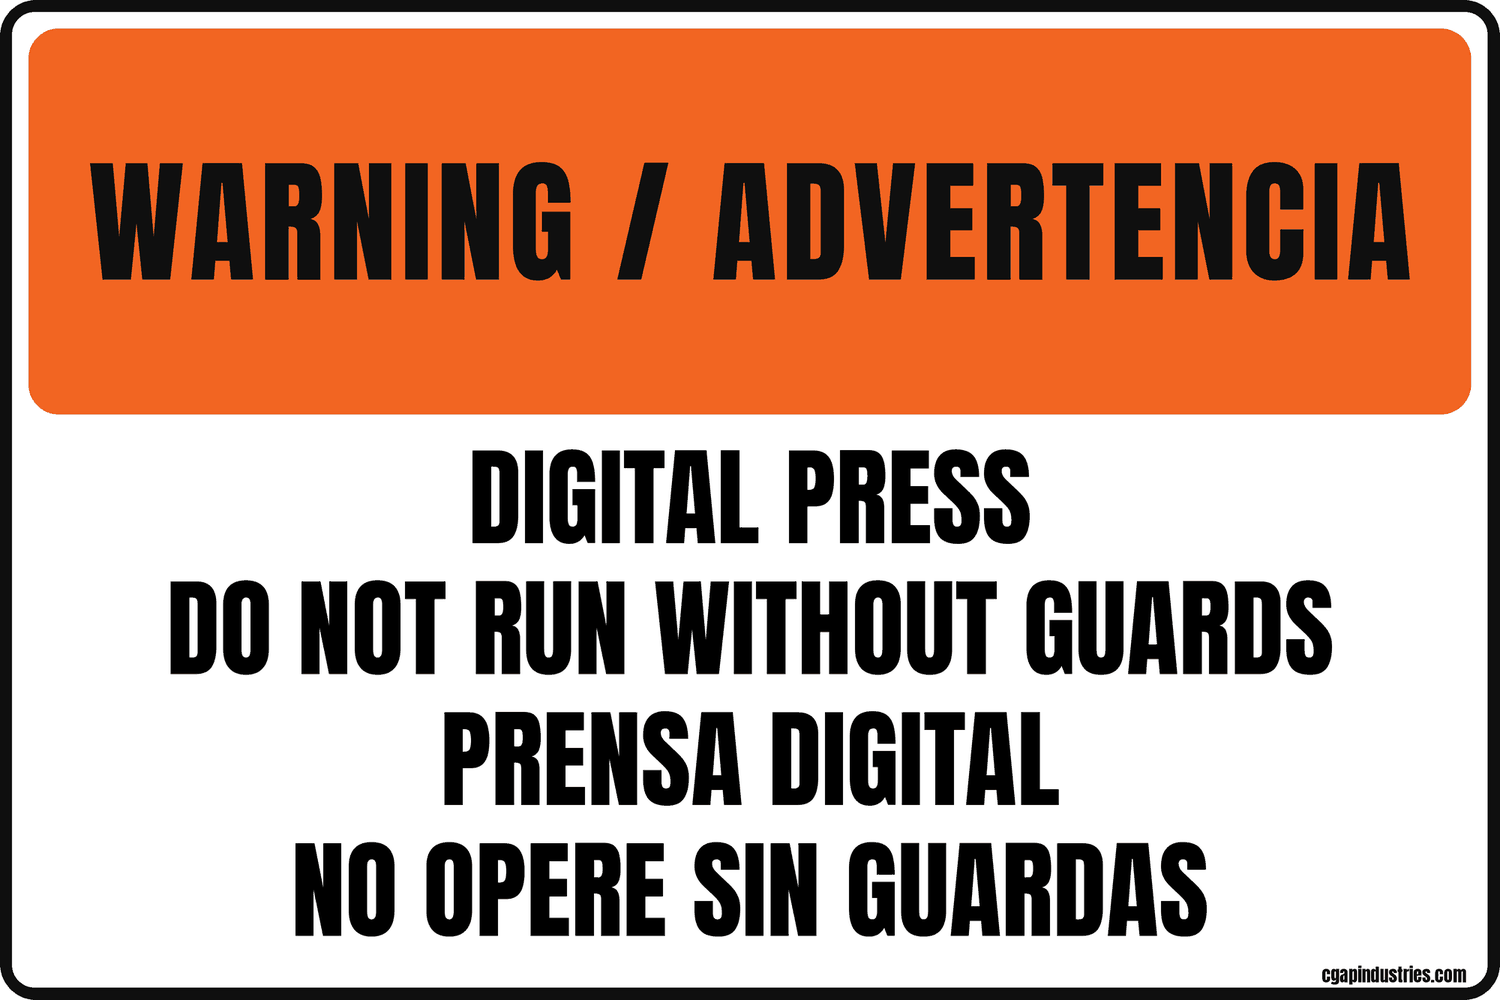 WARNING / ADVERTENCIA
DIGITAL PRESS
DO NOT RUN WITHOUT GUARDS
PRENSA DIGITAL
NO OPERE SIN GUARDAS
cgapindustries.com